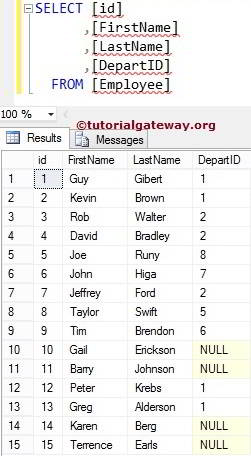 SELECT [id]
,[FirstName]
,[LastName]
,[DepartID]
FROM [Employee]
100 %
©tutorialgateway.org
Results Messages
id FirstName LastName DepartID
1 1 Guy Gibert 1
2 2 Kevin Brown 1
3 3 Rob Walter 2
4 4 David Bradley 2
5 5 Joe Runy 8
6 6 John Higa 7
7 7 Jeffrey Ford 2
8 8 Taylor Swift 5
9 9 Tim Brendon 6
10 10 Gail Erickson NULL
11 11 Barry Johnson NULL
12 12 Peter Krebs 1
13 13 Greg Alderson 1
14 14 Karen Berg NULL
15 15 Terrence Earls NULL